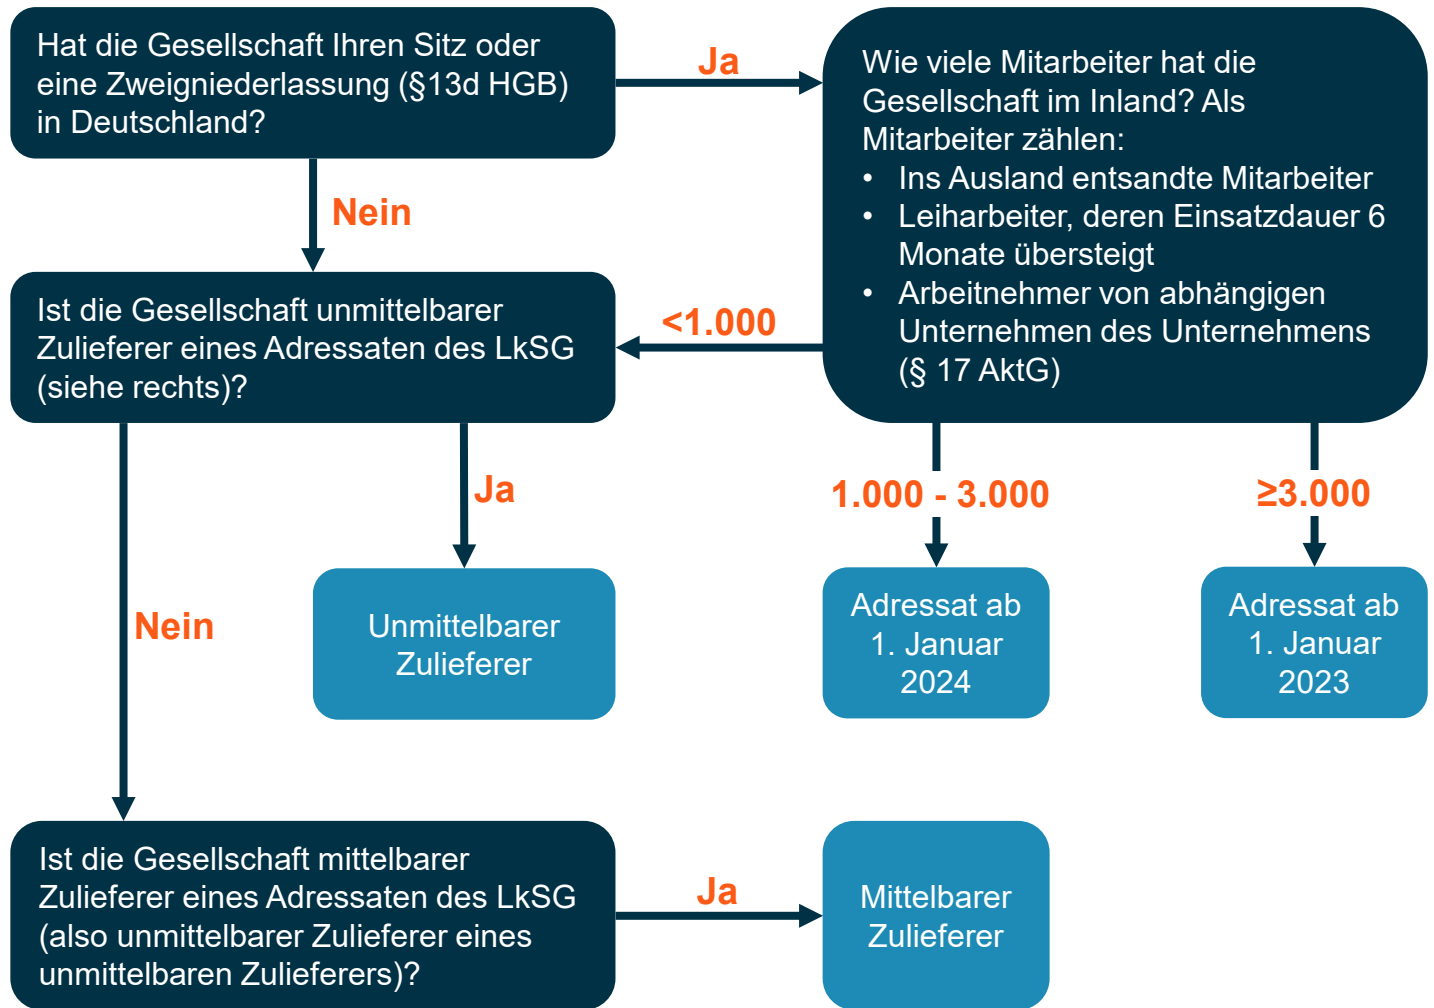 Hat die Gesellschaft Ihren Sitz oder
eine Zweigniederlassung (§13d HGB)
in Deutschland?
Ja
Wie viele Mitarbeiter hat die
Gesellschaft im Inland? Als
Mitarbeiter zählen:
• Ins Ausland entsandte Mitarbeiter
• Leiharbeiter, deren Einsatzdauer 6
Monate übersteigt
• Arbeitnehmer von abhängigen
Unternehmen des Unternehmens
(§ 17 AktG)
Nein
<1.000
Ist die Gesellschaft unmittelbarer
Zulieferer eines Adressaten des LkSG
(siehe rechts)?
Ja
1.000 - 3.000
≥3.000
Nein
Unmittelbarer
Zulieferer
Adressat ab
1. Januar
2024
Adressat ab
1. Januar
2023
Ist die Gesellschaft mittelbarer
Zulieferer eines Adressaten des LkSG
(also unmittelbarer Zulieferer eines
unmittelbaren Zulieferers)?
Ja
Mittelbarer
Zulieferer